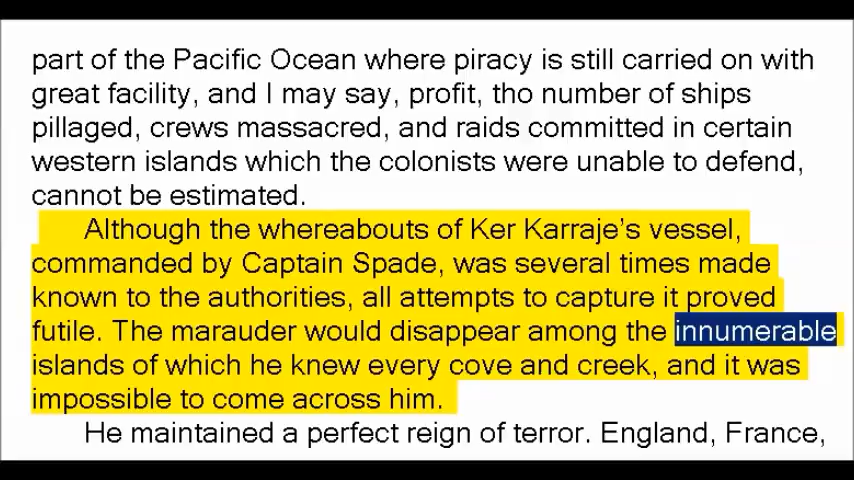 part of the Pacific Ocean where piracy is still carried on with
great facility, and I may say, profit, tho number of ships
pillaged, crews massacred, and raids committed in certain
western islands which the colonists were unable to defend,
cannot be estimated.
Although the whereabouts of Ker Karraje’s vessel,
commanded by Captain Spade, was several times made
known to the authorities, all attempts to capture it proved
futile. The marauder would disappear among the innumerable
islands of which he knew every cove and creek, and it was
impossible to come across him.
He maintained a perfect reign of terror. England, France,